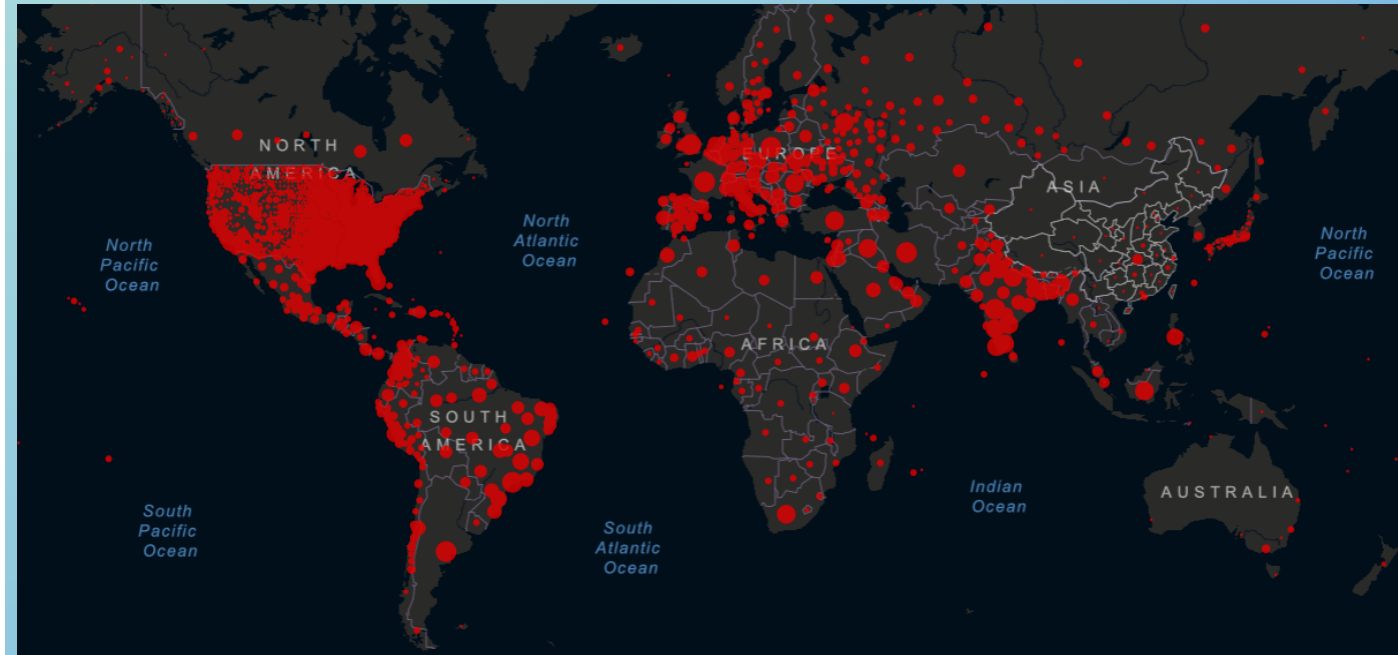 NORTH
AMERICA
EUROPE
ASIA
North
Atlantic
Ocean
North
Pacific
Ocean
North
Pacific
Ocean
AFRICA
SOUTH
AMERICA
AUSTRALIA
Indian
Ocean
South
Pacific
Ocean
South
Atlantic
Ocean